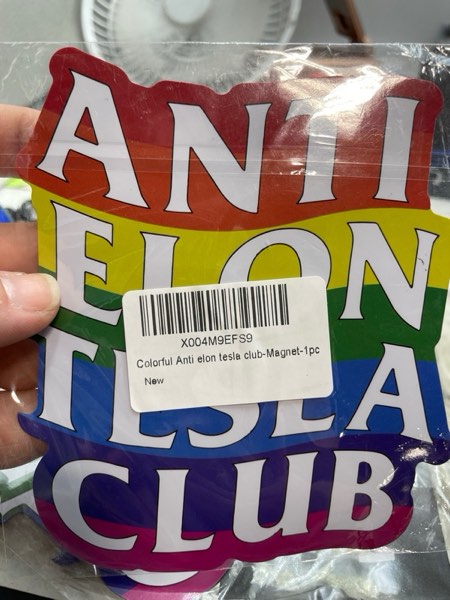 ANTI
ELON
X004M9EFS9
Colorful Anti elon tesla club-Magnet-1pc
New
TESLA
CLUB